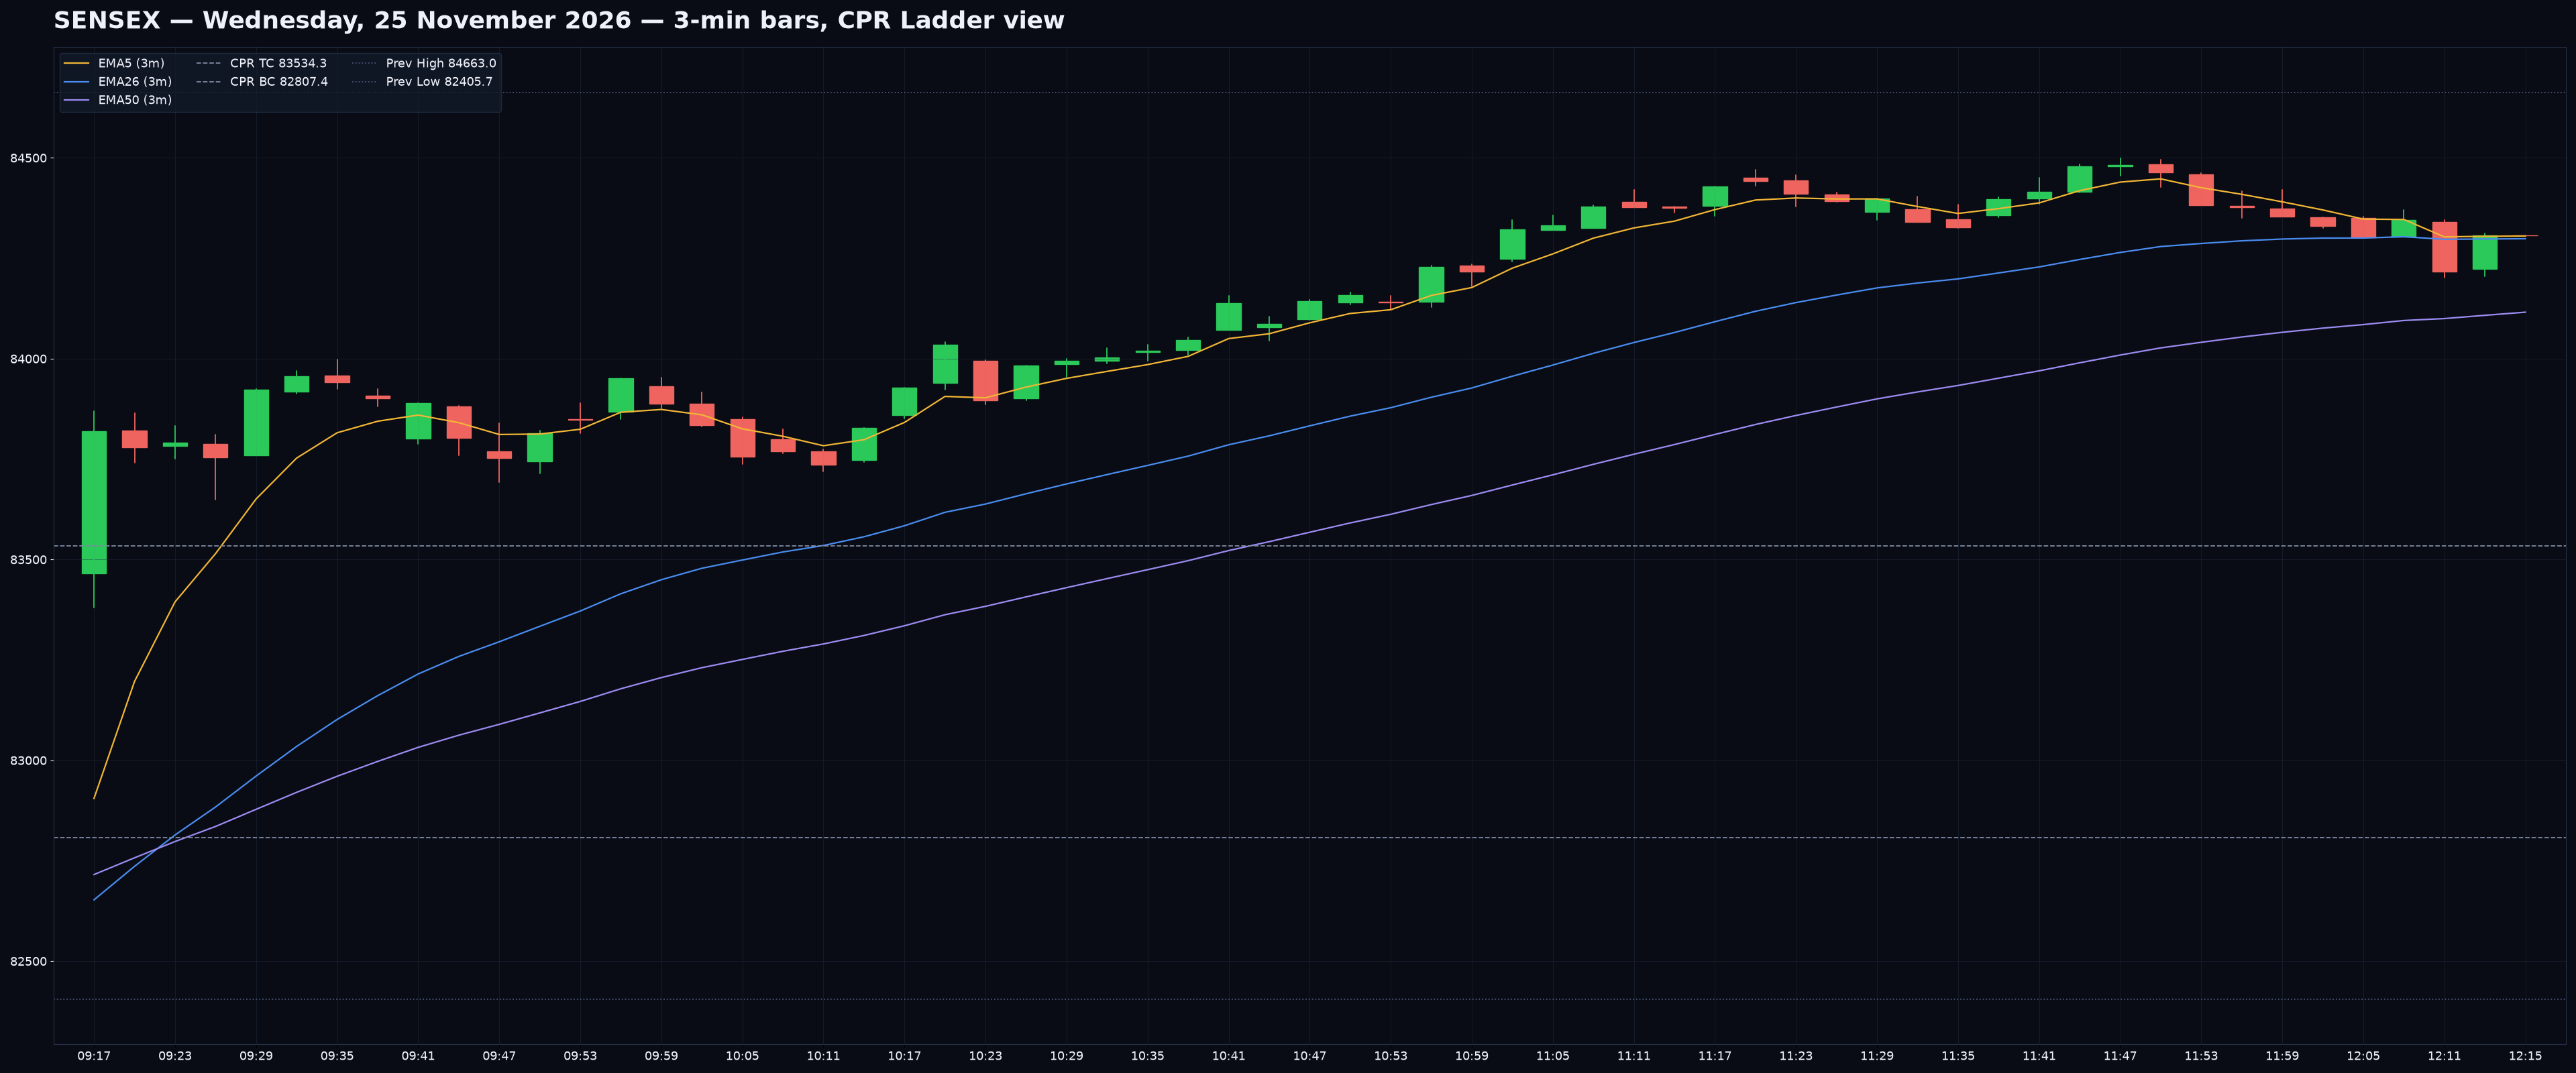 SENSEX — Wednesday, 25 November 2026 — 3-min bars, CPR Ladder view
EMA5 (3m) CPR TC 83534.3 Prev High 84663.0
EMA26 (3m) CPR BC 82807.4 Prev Low 82405.7
EMA50 (3m)
84500
84000
83500
83000
82500
09:17 09:23 09:29 09:35 09:41 09:47 09:53 09:59 10:05 10:11 10:17 10:23 10:29 10:35 10:41 10:47 10:53 10:59 11:05 11:11 11:17 11:23 11:29 11:35 11:41 11:47 11:53 11:59 12:05 12:11 12:15